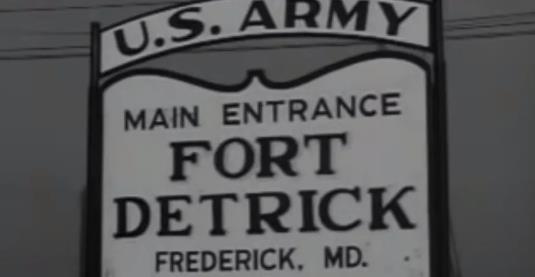 U.S. ARMY
MAIN ENTRANCE
FORT
DETRICK
FREDERICK, MD.